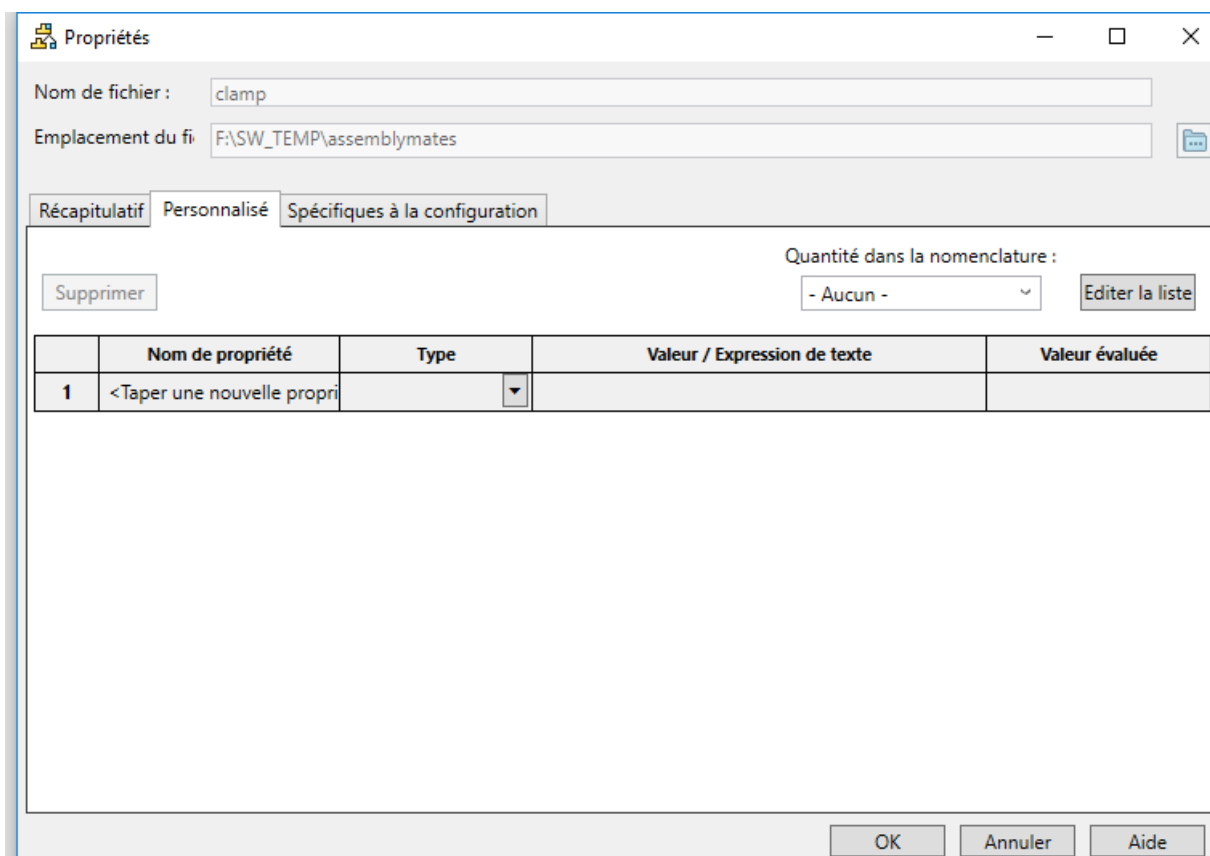 Propriétés
Nom de fichier :
clamp
Emplacement du fi
F:\SW_TEMP\assemblymates
Récapitulatif Personnalisé Spécifiques à la configuration
Quantité dans la nomenclature :
Supprimer - Aucun - Editer la liste
Nom de propriété Type Valeur / Expression de texte Valeur évaluée
1 <Taper une nouvelle propri
OK Annuler Aide